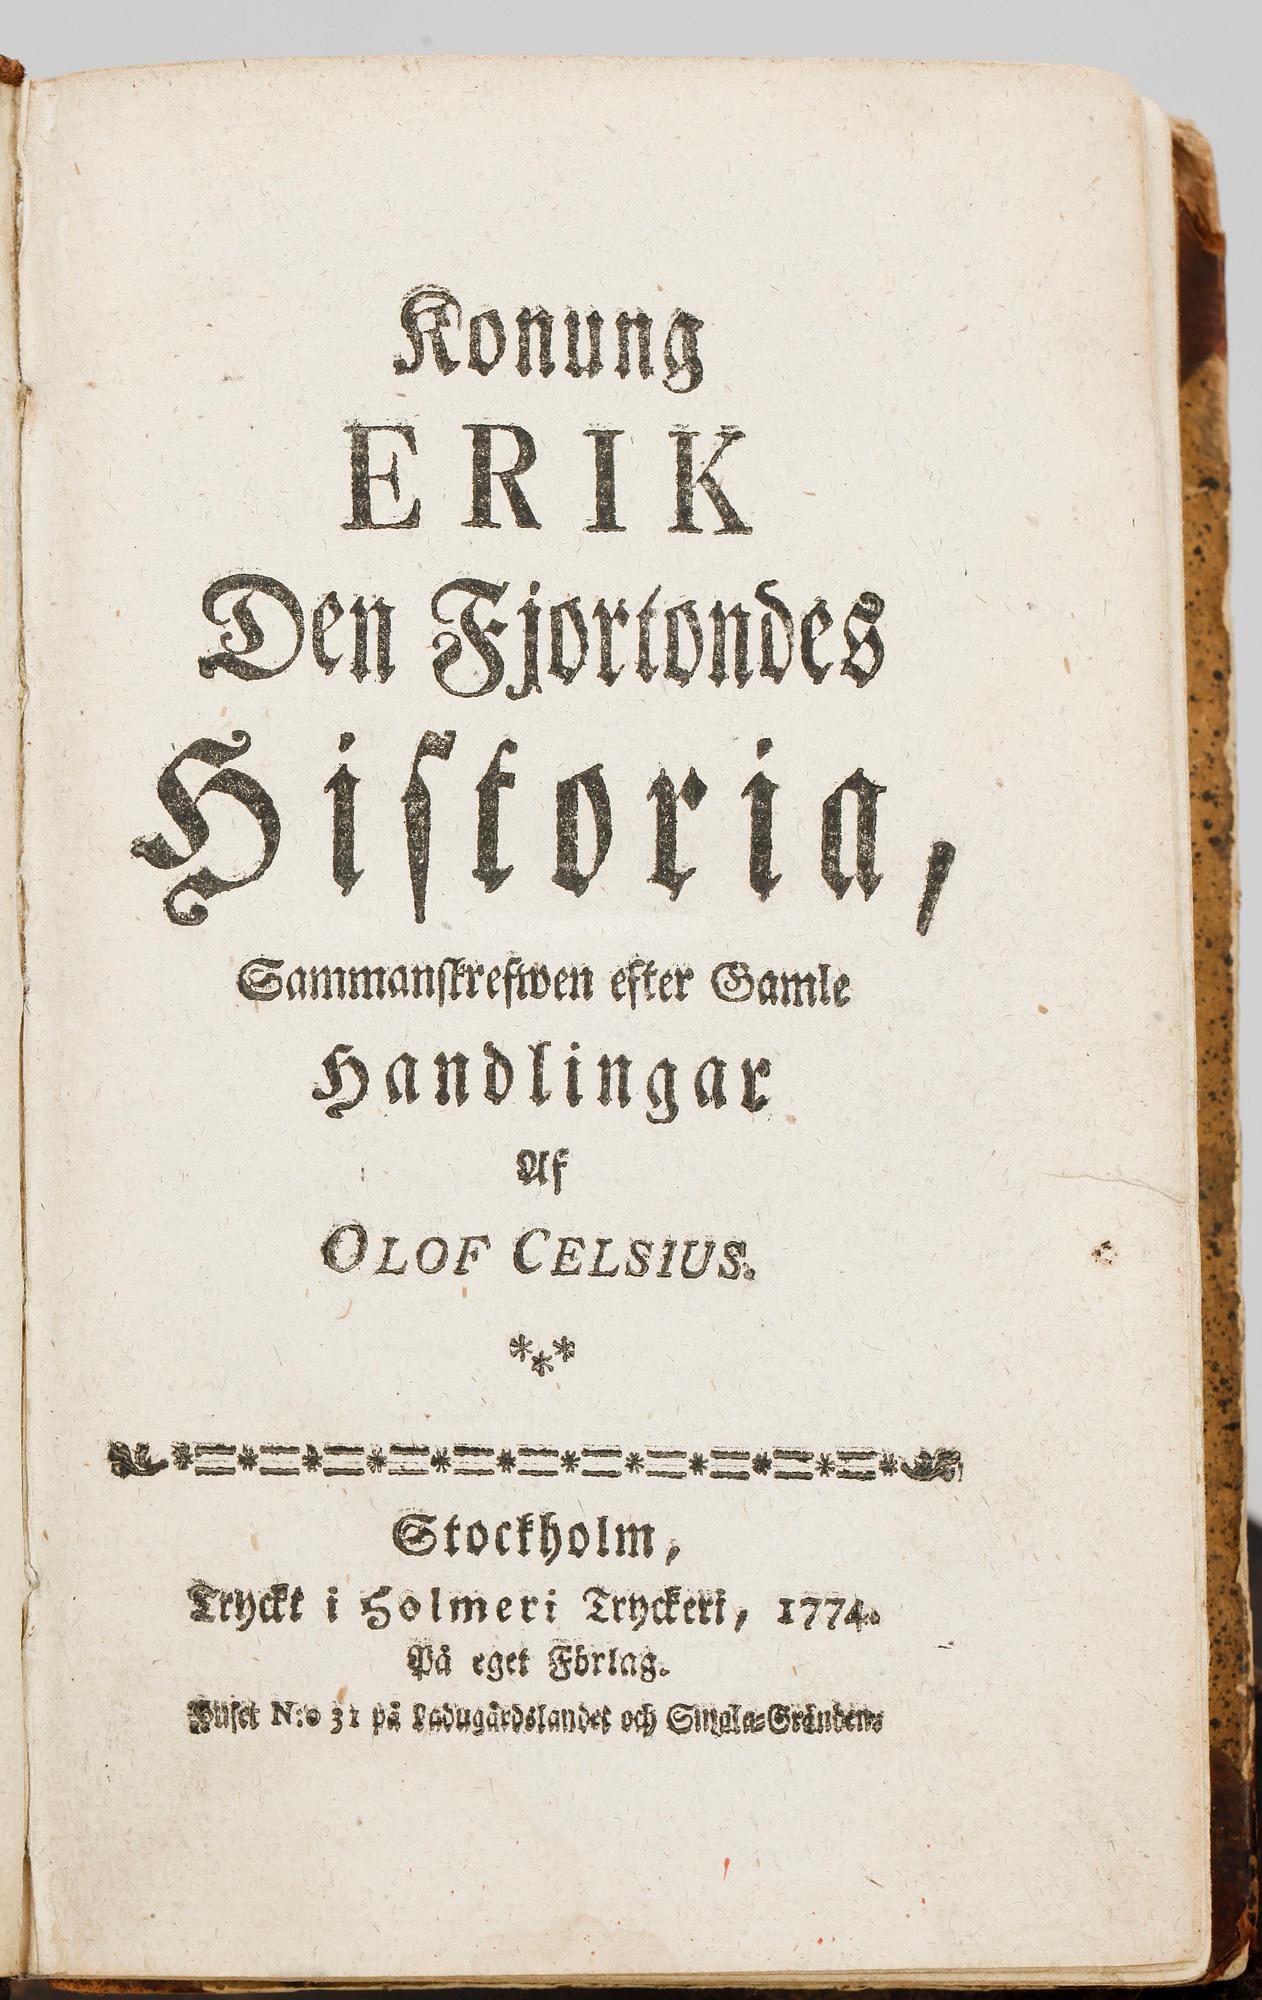 Konung
ERIK
Den Fjortondes
Historia,
Sammanskrefwen efter Gamle
Handlingar
Af
OLOF CELSIUS.
***
Stockholm,
Tryckt i Holmeri Tryckeri, 1774.
På eget Förlag.
Huset N:o 31 på Ladugårdslandet och Smala-Gränden.